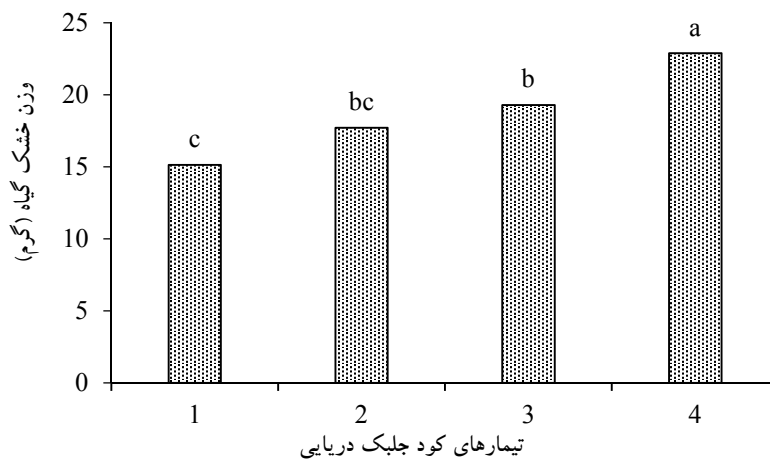 25
20
15
10
5
0
وزن خشک گیاه (گرم)
c
bc
b
a
1 2 3 4
تیمارهای کود جلبک دریایی